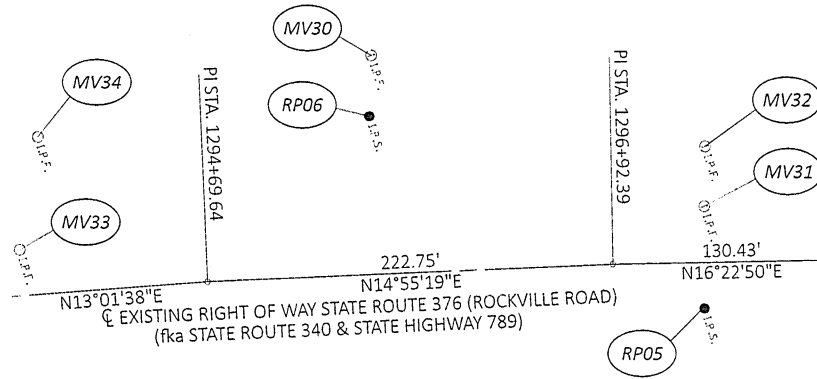 MV30
I.P.F.
MV34
I.P.F.
RP06
I.P.S.
PI STA. 1294+69.64
PI STA. 1296+92.39
MV32
I.P.F.
MV31
I.P.F.
MV33
I.P.F.
222.75'
130.43'
N13°01'38"E
N14°55'19"E
N16°22'50"E
℄ EXISTING RIGHT OF WAY STATE ROUTE 376 (ROCKVILLE ROAD)
(fka STATE ROUTE 340 & STATE HIGHWAY 789)
I.P.S.
RP05